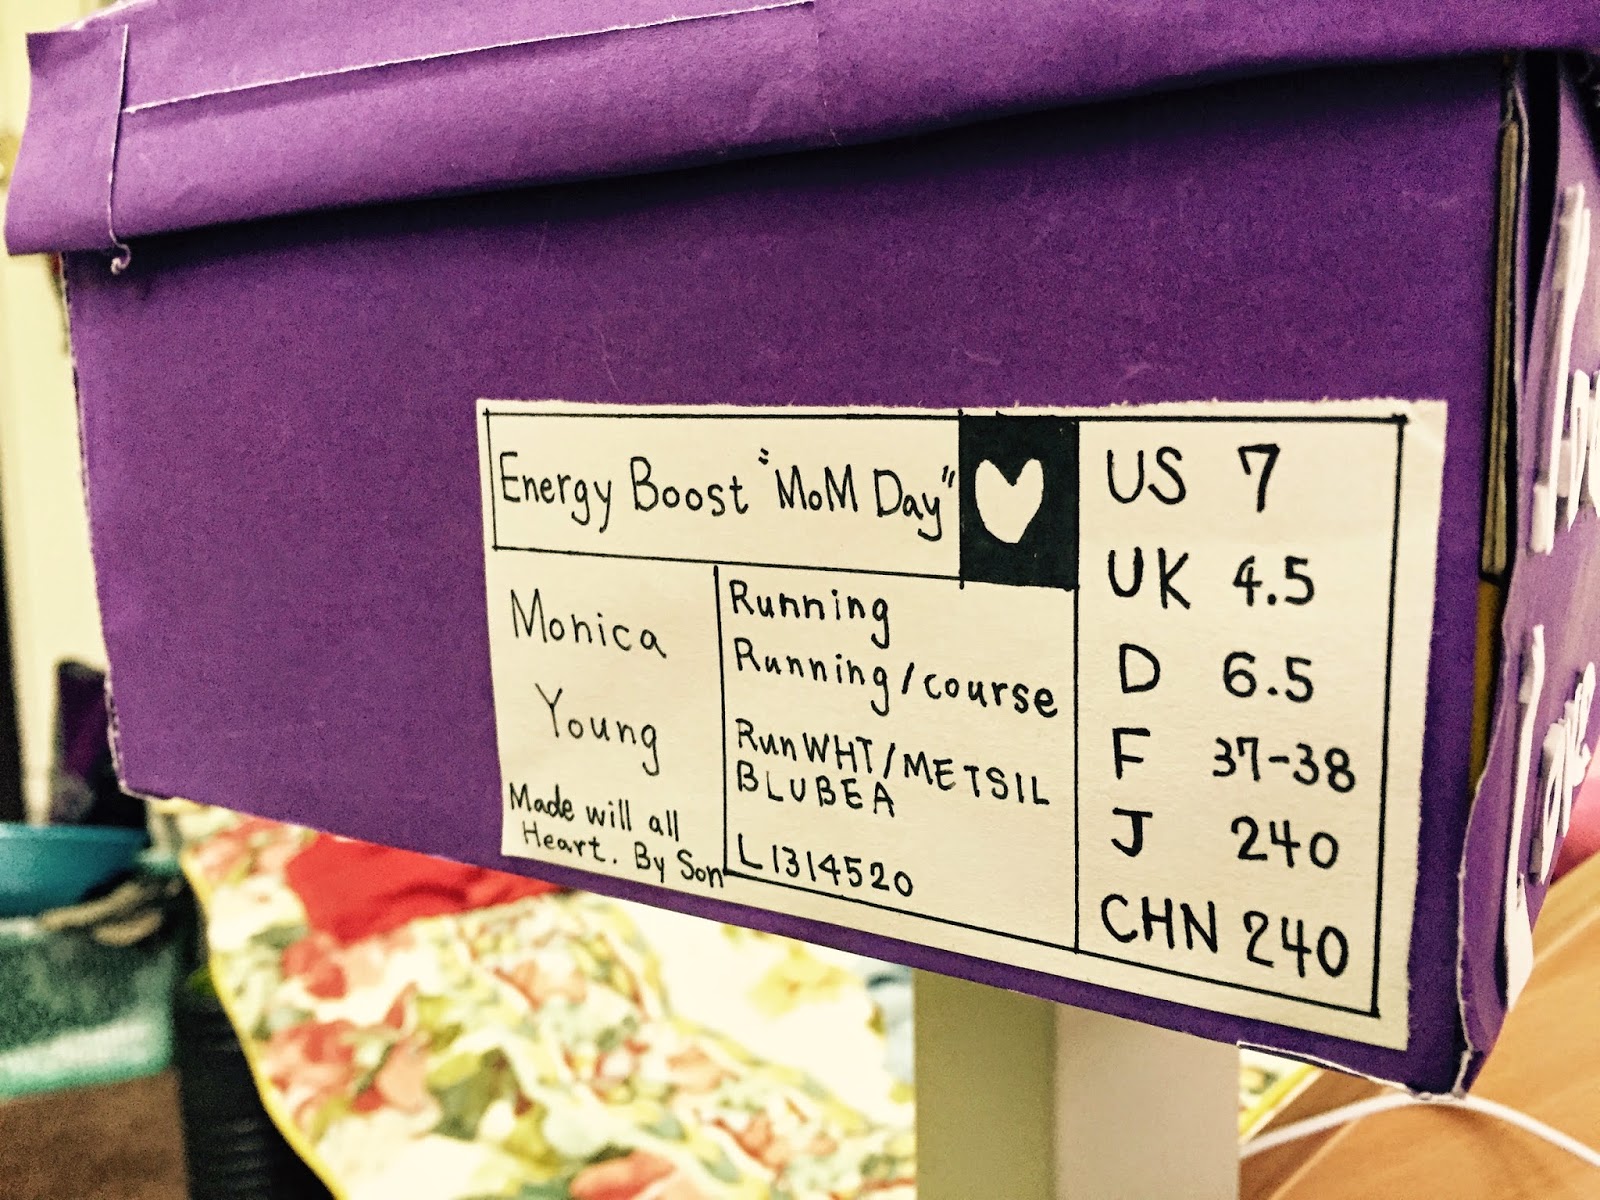 Energy Boost "MoM Day"
Monica
Young
Made will all
Heart. By Son
Running
Running/course
RunWHT/METSIL
BLUBEA
L1314520
US 7
UK 4.5
D 6.5
F 37-38
J 240
CHN 240